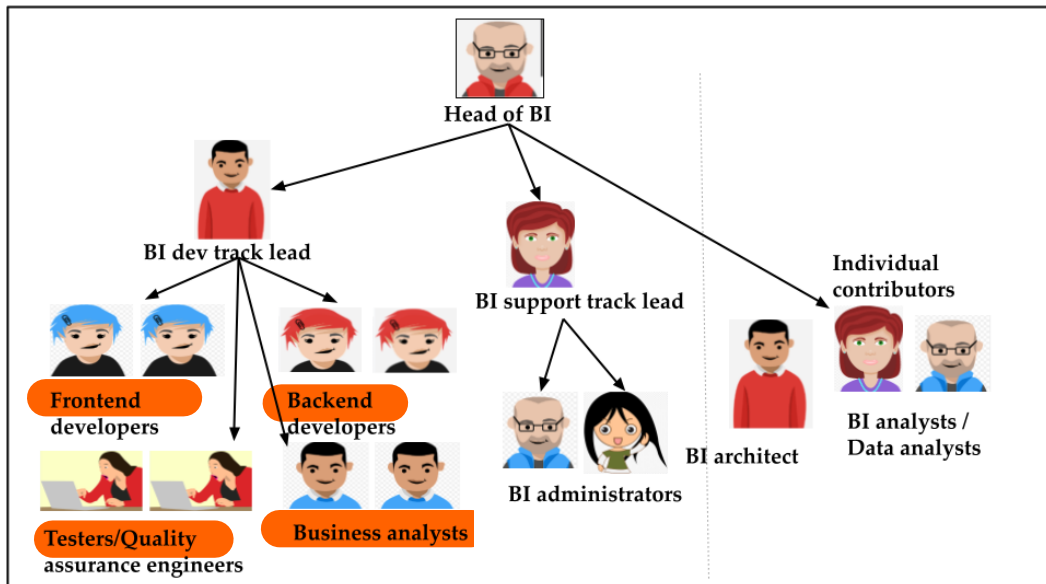 Head of BI
BI dev track lead
BI support track lead
Individual
contributors
Frontend
developers
Backend
developers
Testers/Quality
assurance engineers
Business analysts
BI administrators
BI architect
BI analysts /
Data analysts